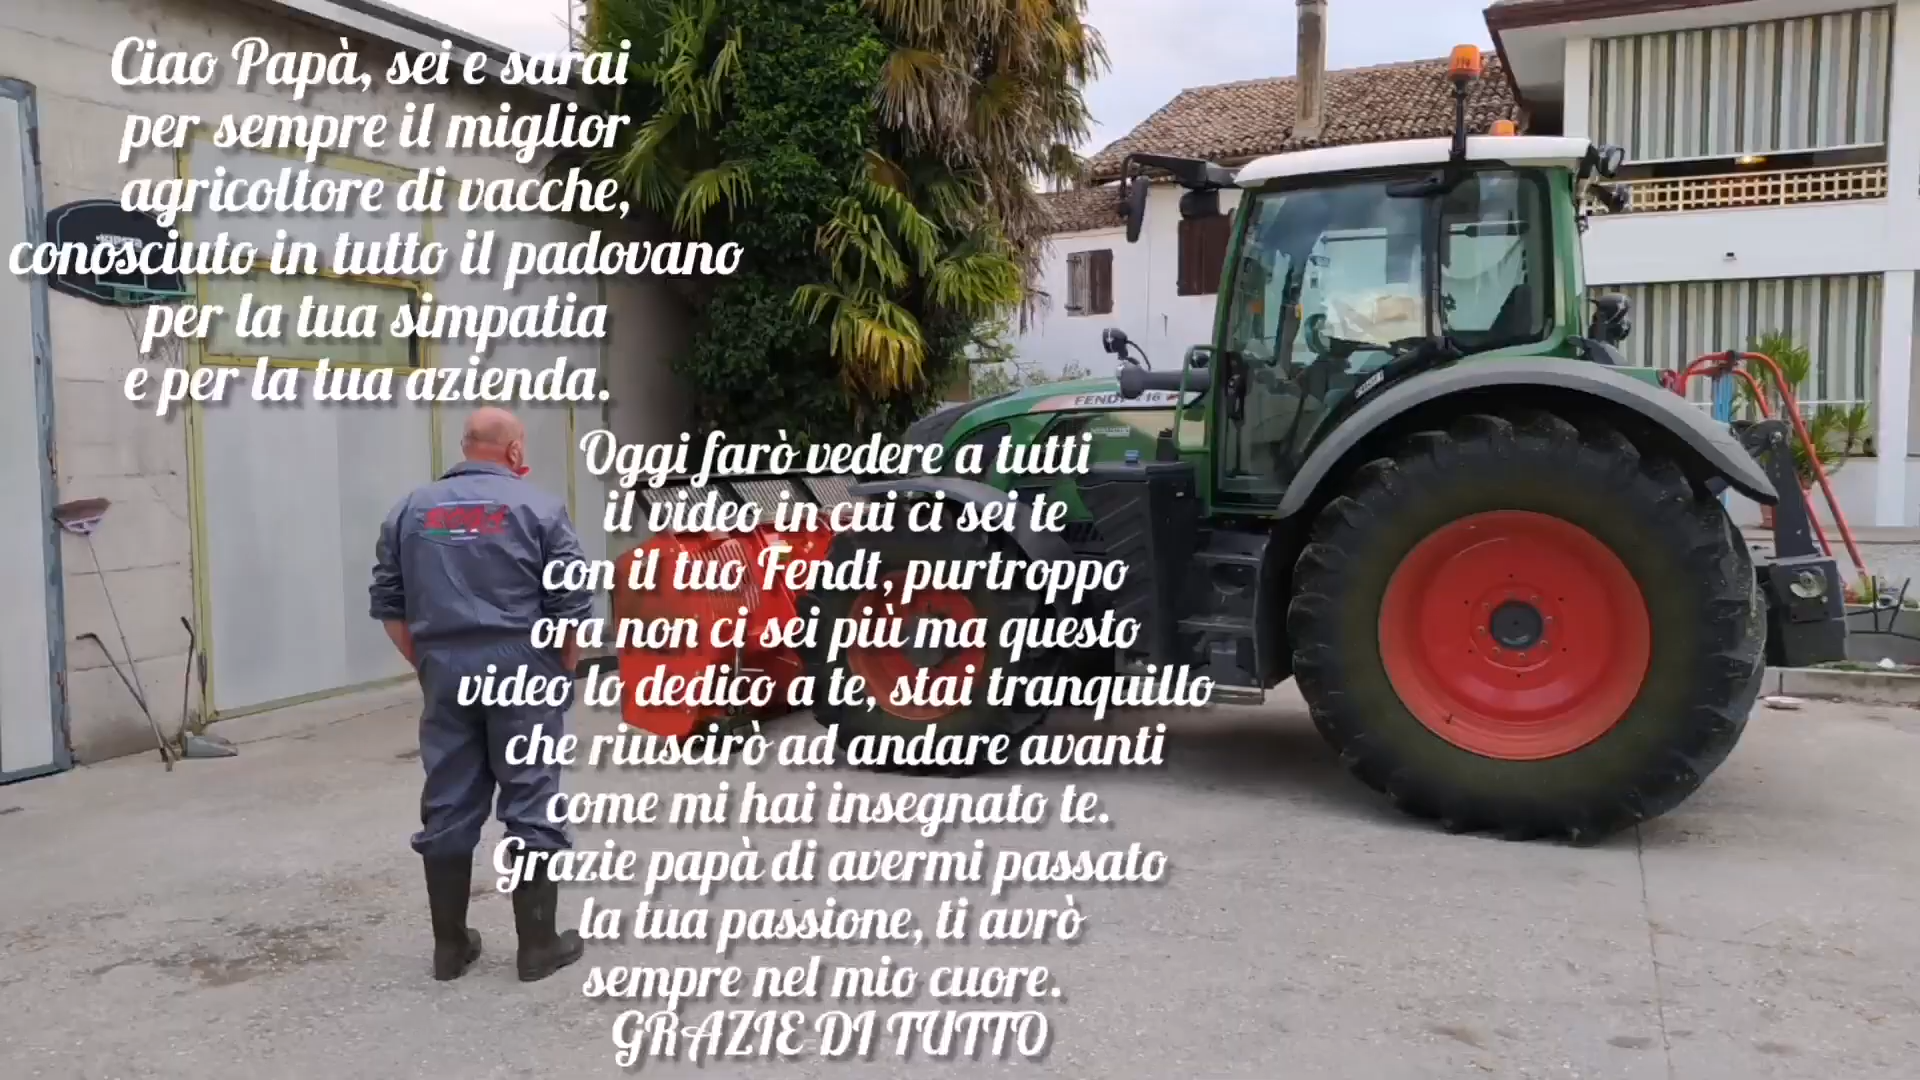 Ciao Papà, sei e sarai
per sempre il miglior
agricoltore di vacche,
conosciuto in tutto il padovano
per la tua simpatia
e per la tua azienda.
Oggi farò vedere a tutti
il video in cui ci sei te
con il tuo Fendt, purtroppo
ora non ci sei più ma questo
video lo dedico a te, stai tranquillo
che riuscirò ad andare avanti
come mi hai insegnato te.
Grazie papà di avermi passato
la tua passione, ti avrò
sempre nel mio cuore.
GRAZIE DI TUTTO
FENDT 716